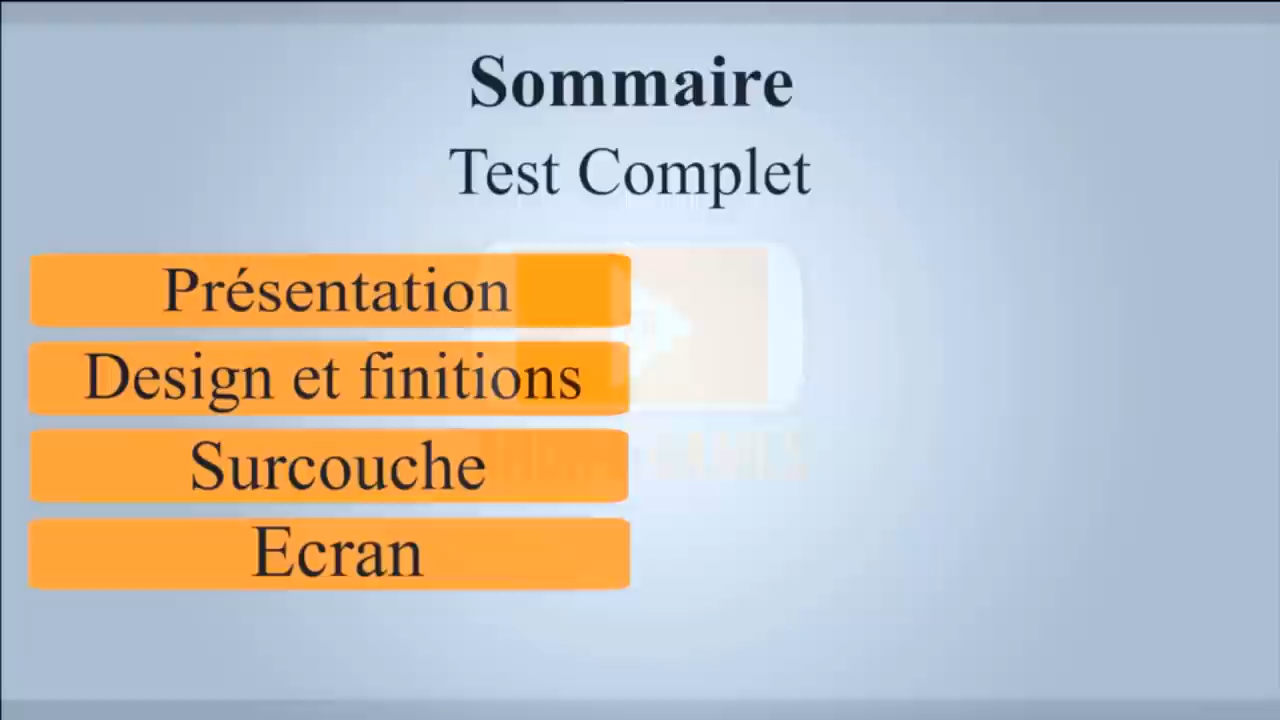 Sommaire
Test Complet
Présentation
Design et finitions
Surcouche
Ecran